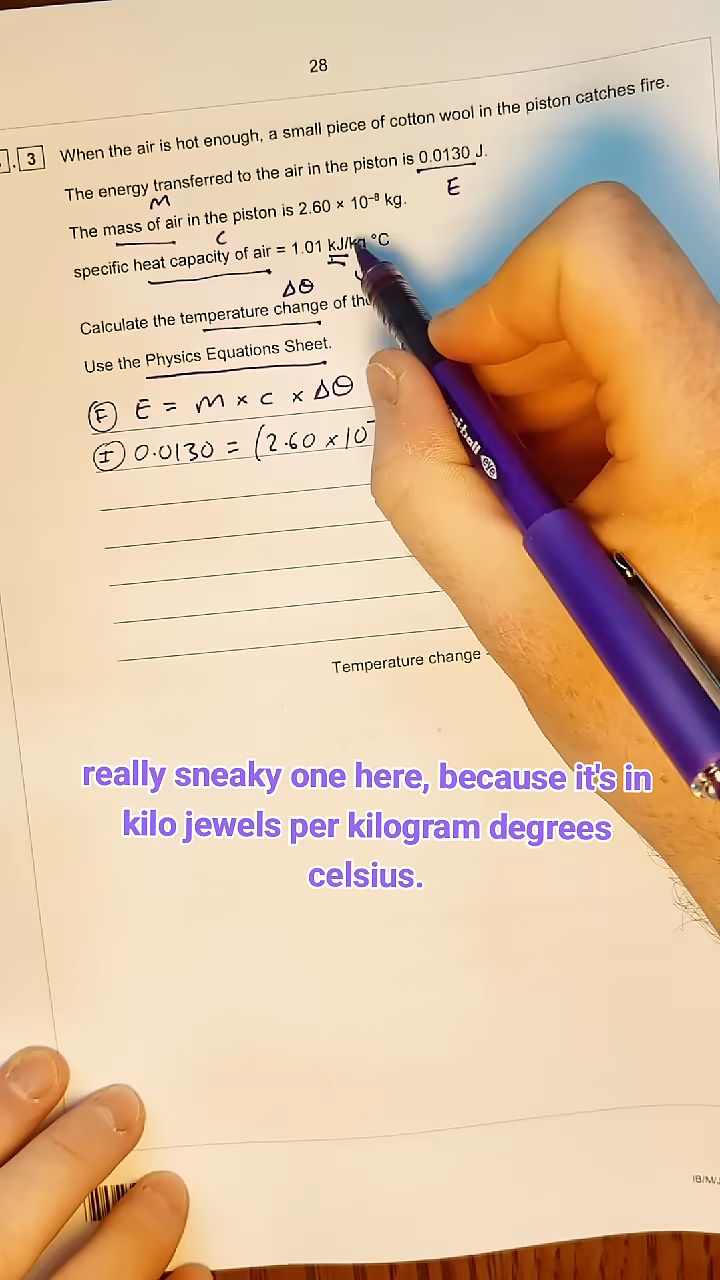 28
3 When the air is hot enough, a small piece of cotton wool in the piston catches fire.
The energy transferred to the air in the piston is 0.0130 J.
M E
The mass of air in the piston is 2.60 × 10⁻⁸ kg.
C
specific heat capacity of air = 1.01 kJ/kg °C
Δθ
Calculate the temperature change of the
Use the Physics Equations Sheet.
F E = m × c × Δθ
I 0.0130 = (2.60 × 10⁻
Temperature change
really sneaky one here, because it's in
kilo jewels per kilogram degrees
celsius.
uniball eye
IB/M/J